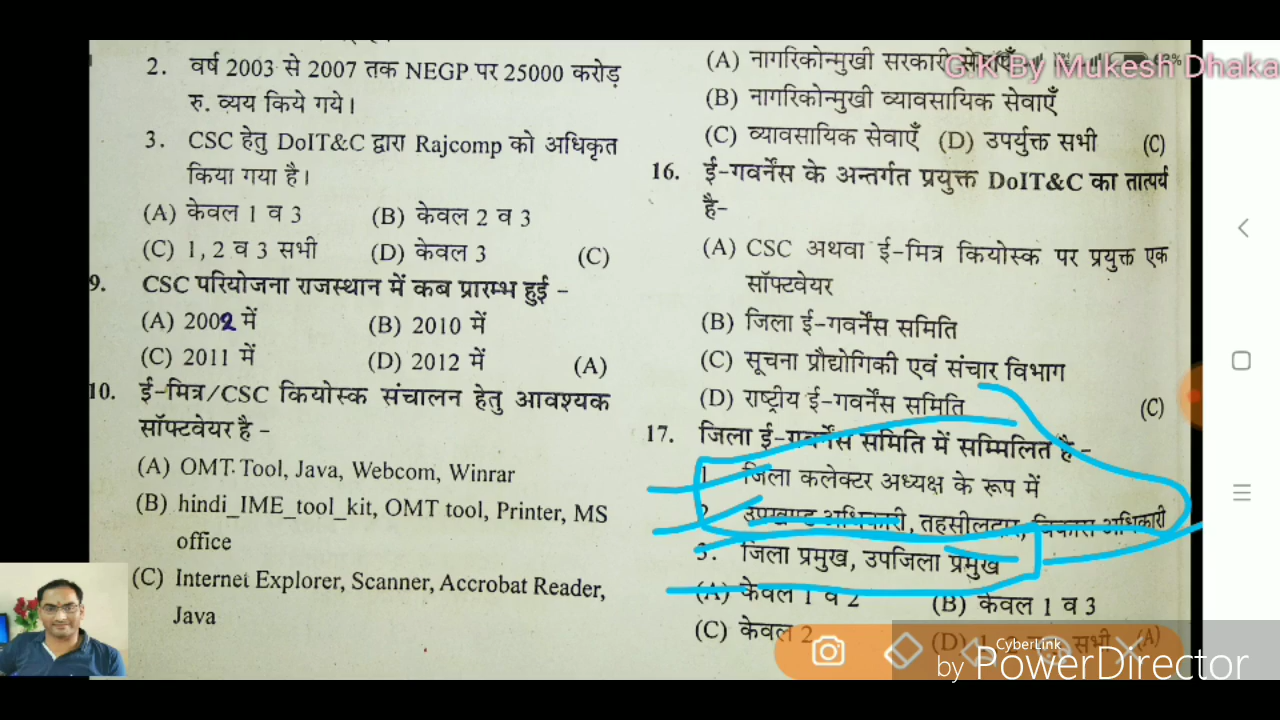 2. वर्ष 2003 से 2007 तक NEGP पर 25000 करोड़
रु. व्यय किये गये।
3. CSC हेतु DoIT&C द्वारा Rajcomp को अधिकृत
किया गया है।
(A) केवल 1 व 3 (B) केवल 2 व 3
(C) 1, 2 व 3 सभी (D) केवल 3 (C)
9. CSC परियोजना राजस्थान में कब प्रारम्भ हुई -
(A) 2002 में (B) 2010 में
(C) 2011 में (D) 2012 में (A)
10. ई-मित्र/CSC कियोस्क संचालन हेतु आवश्यक
सॉफ्टवेयर है -
(A) OMT Tool, Java, Webcom, Winrar
(B) hindi_IME_tool_kit, OMT tool, Printer, MS
office
(C) Internet Explorer, Scanner, Accrobat Reader,
Java
(A) नागरिकोन्मुखी सरकारी सेवाएँ
(B) नागरिकोन्मुखी व्यावसायिक सेवाएँ
(C) व्यावसायिक सेवाएँ (D) उपर्युक्त सभी (C)
16. ई-गवर्नेंस के अन्तर्गत प्रयुक्त DoIT&C का तात्पर्य
है-
(A) CSC अथवा ई-मित्र कियोस्क पर प्रयुक्त एक
सॉफ्टवेयर
(B) जिला ई-गवर्नेंस समिति
(C) सूचना प्रौद्योगिकी एवं संचार विभाग
(D) राष्ट्रीय ई-गवर्नेंस समिति (C)
17. जिला ई-गवर्नेंस समिति में सम्मिलित है -
1. जिला कलेक्टर अध्यक्ष के रूप में
2. उपखण्ड अधिकारी, तहसीलदार, विकास अधिकारी
3. जिला प्रमुख, उपजिला प्रमुख
(A) केवल 1 व 2 (B) केवल 1 व 3
(C) केवल 2 (D) 1, 2 सभी (A)
G.K By Mukesh Dhaka
CyberLink
by PowerDirector